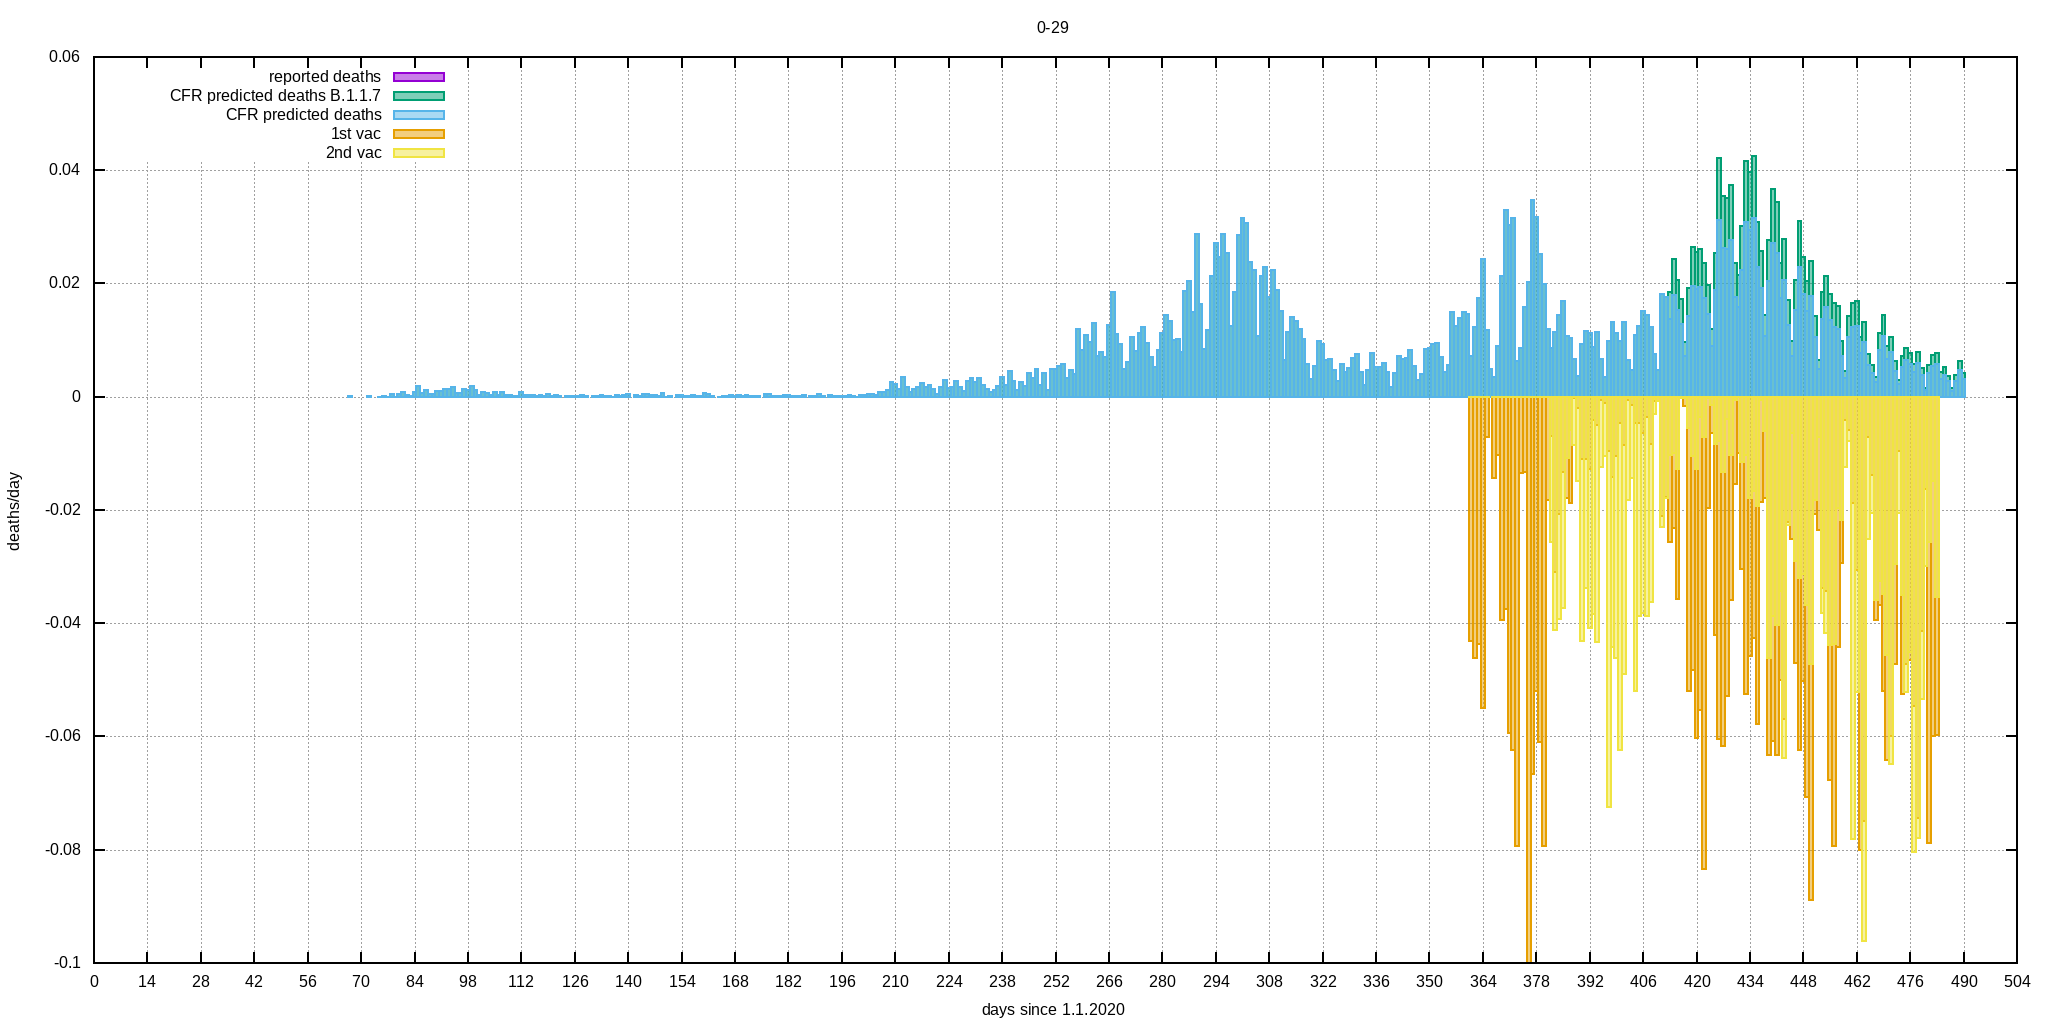 0-29
0.06
0.04
0.02
0
-0.02
-0.04
-0.06
-0.08
-0.1
deaths/day
reported deaths
CFR predicted deaths B.1.1.7
CFR predicted deaths
1st vac
2nd vac
0 14 28 42 56 70 84 98 112 126 140 154 168 182 196 210 224 238 252 266 280 294 308 322 336 350 364 378 392 406 420 434 448 462 476 490 504
days since 1.1.2020